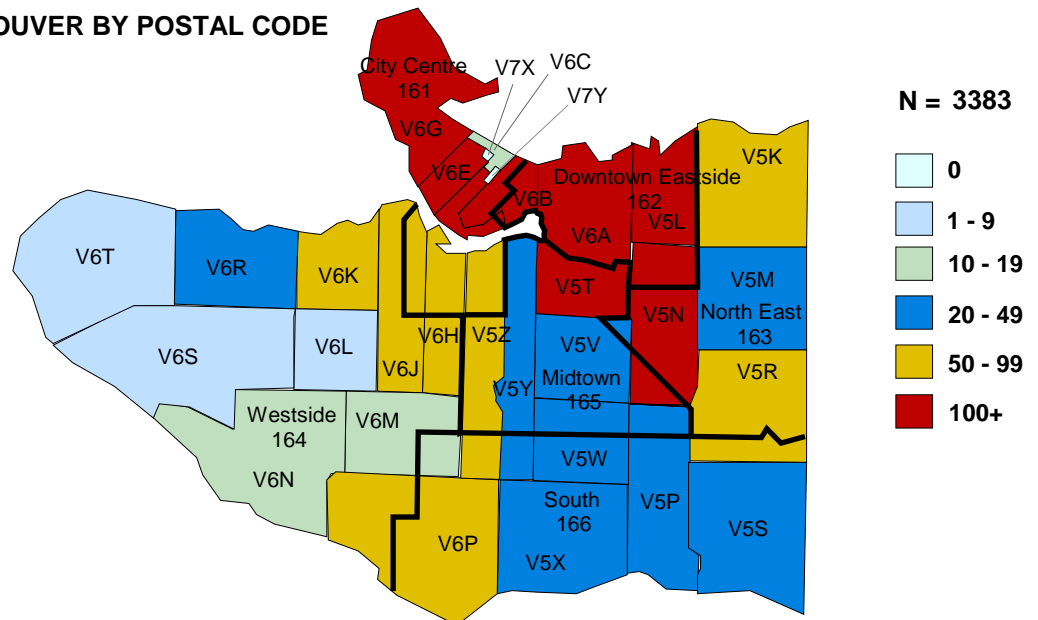 OUVER BY POSTAL CODE
City Centre
161
V7X
V6C
V7Y
V6G
V6E
V6B
Downtown Eastside
162
V5K
V5L
V6A
V6T
V6R
V6K
V5T
V5M
V5N
North East
163
V6S
V6L
V6H
V5Z
V6J
V5V
V5Y
Midtown
165
V5R
Westside
164
V6M
V5W
V6N
South
166
V5P
V6P
V5X
V5S
N = 3383
0
1 - 9
10 - 19
20 - 49
50 - 99
100+